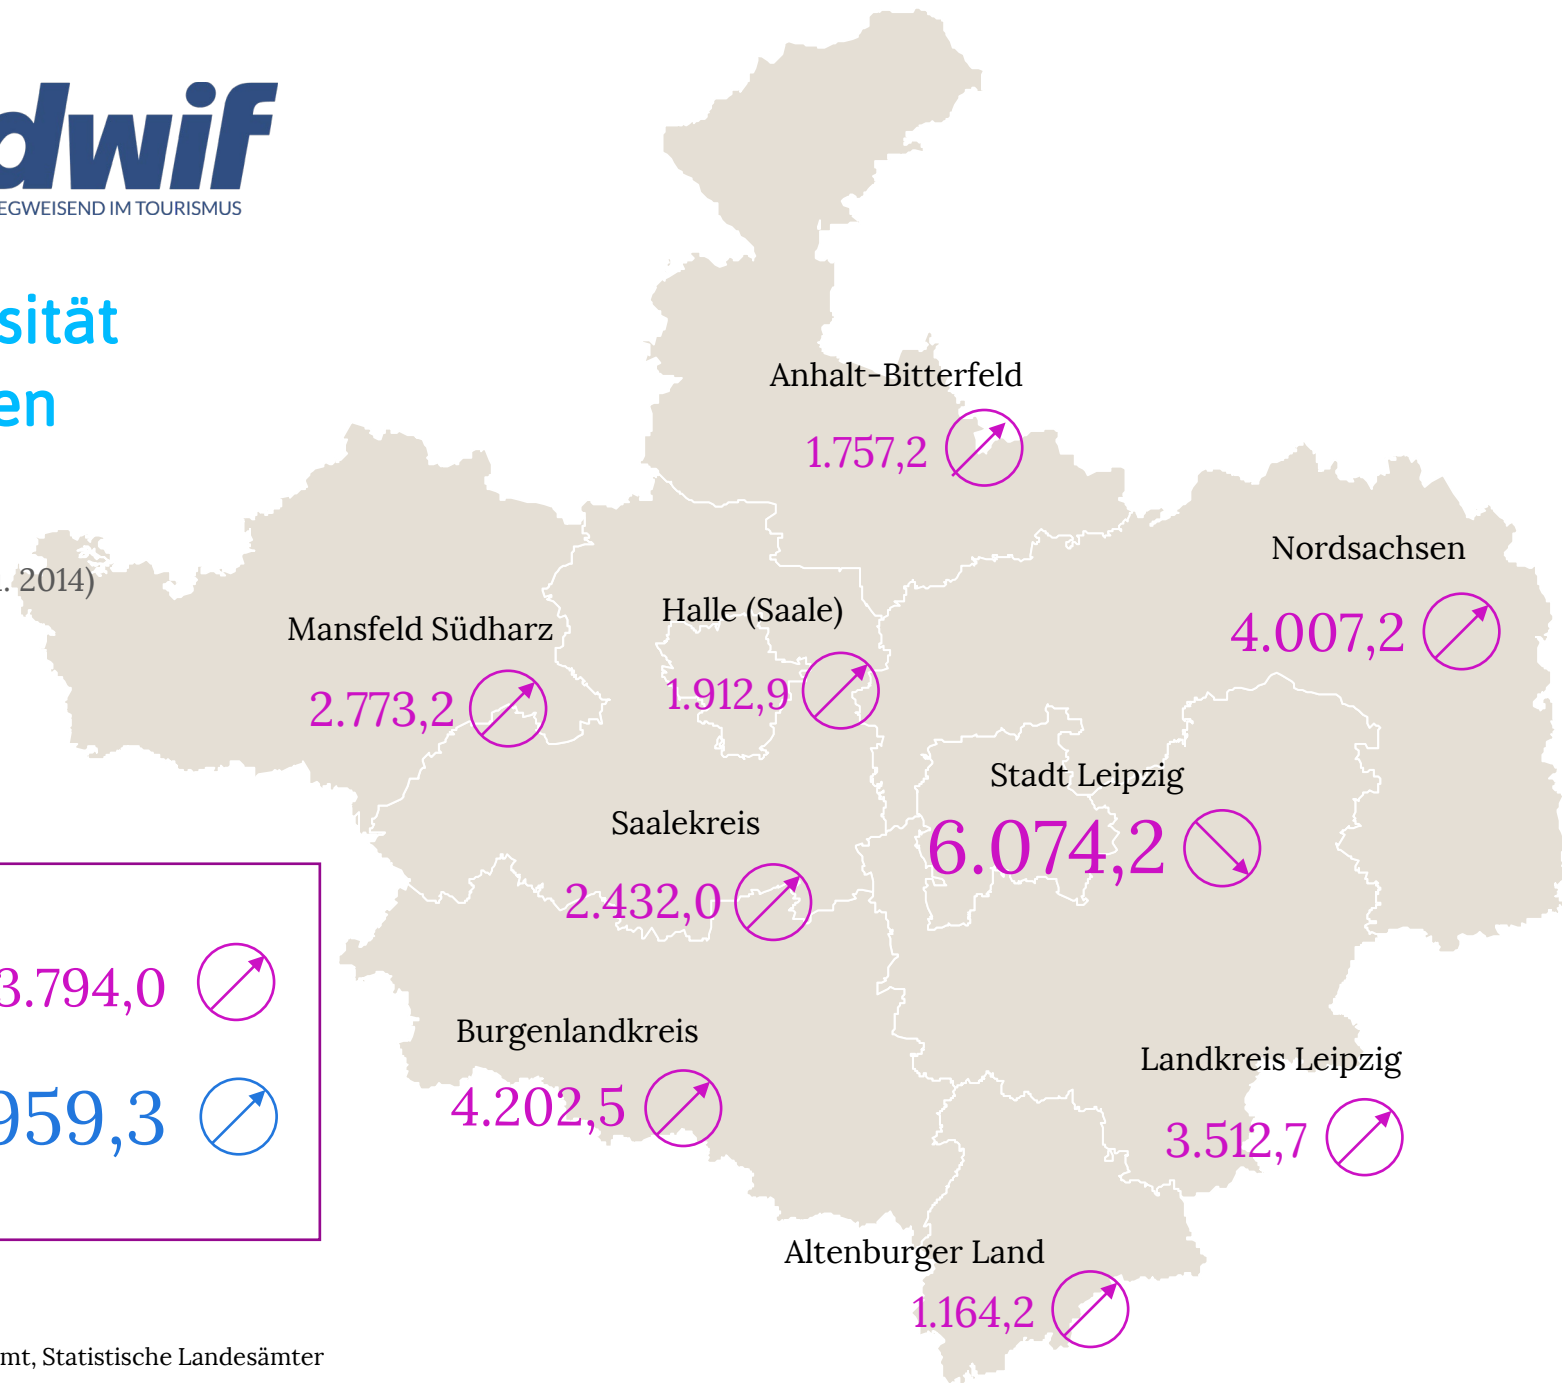 dwif
EGWEISEND IM TOURISMUS
sität
en
. 2014)
Anhalt-Bitterfeld
1.757,2
Nordsachsen
4.007,2
Halle (Saale)
1.912,9
Mansfeld Südharz
2.773,2
Stadt Leipzig
6.074,2
Saalekreis
2.432,0
3.794,0
959,3
Burgenlandkreis
4.202,5
Landkreis Leipzig
3.512,7
Altenburger Land
1.164,2
mt, Statistische Landesämter